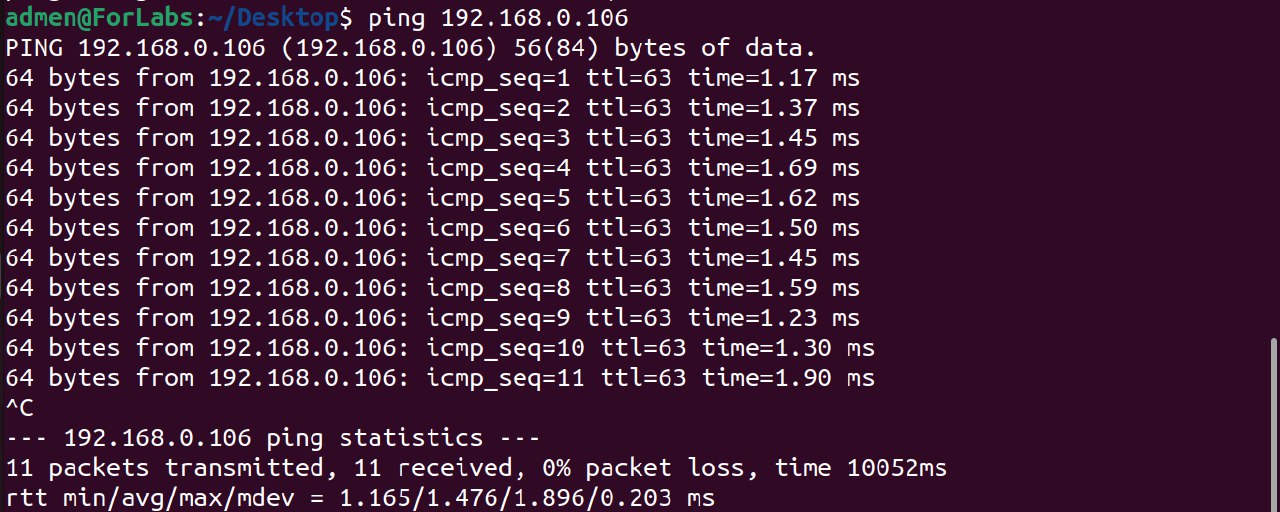 admen@ForLabs:~/Desktop$ ping 192.168.0.106
PING 192.168.0.106 (192.168.0.106) 56(84) bytes of data.
64 bytes from 192.168.0.106: icmp_seq=1 ttl=63 time=1.17 ms
64 bytes from 192.168.0.106: icmp_seq=2 ttl=63 time=1.37 ms
64 bytes from 192.168.0.106: icmp_seq=3 ttl=63 time=1.45 ms
64 bytes from 192.168.0.106: icmp_seq=4 ttl=63 time=1.69 ms
64 bytes from 192.168.0.106: icmp_seq=5 ttl=63 time=1.62 ms
64 bytes from 192.168.0.106: icmp_seq=6 ttl=63 time=1.50 ms
64 bytes from 192.168.0.106: icmp_seq=7 ttl=63 time=1.45 ms
64 bytes from 192.168.0.106: icmp_seq=8 ttl=63 time=1.59 ms
64 bytes from 192.168.0.106: icmp_seq=9 ttl=63 time=1.23 ms
64 bytes from 192.168.0.106: icmp_seq=10 ttl=63 time=1.30 ms
64 bytes from 192.168.0.106: icmp_seq=11 ttl=63 time=1.90 ms
^C
--- 192.168.0.106 ping statistics ---
11 packets transmitted, 11 received, 0% packet loss, time 10052ms
rtt min/avg/max/mdev = 1.165/1.476/1.896/0.203 ms